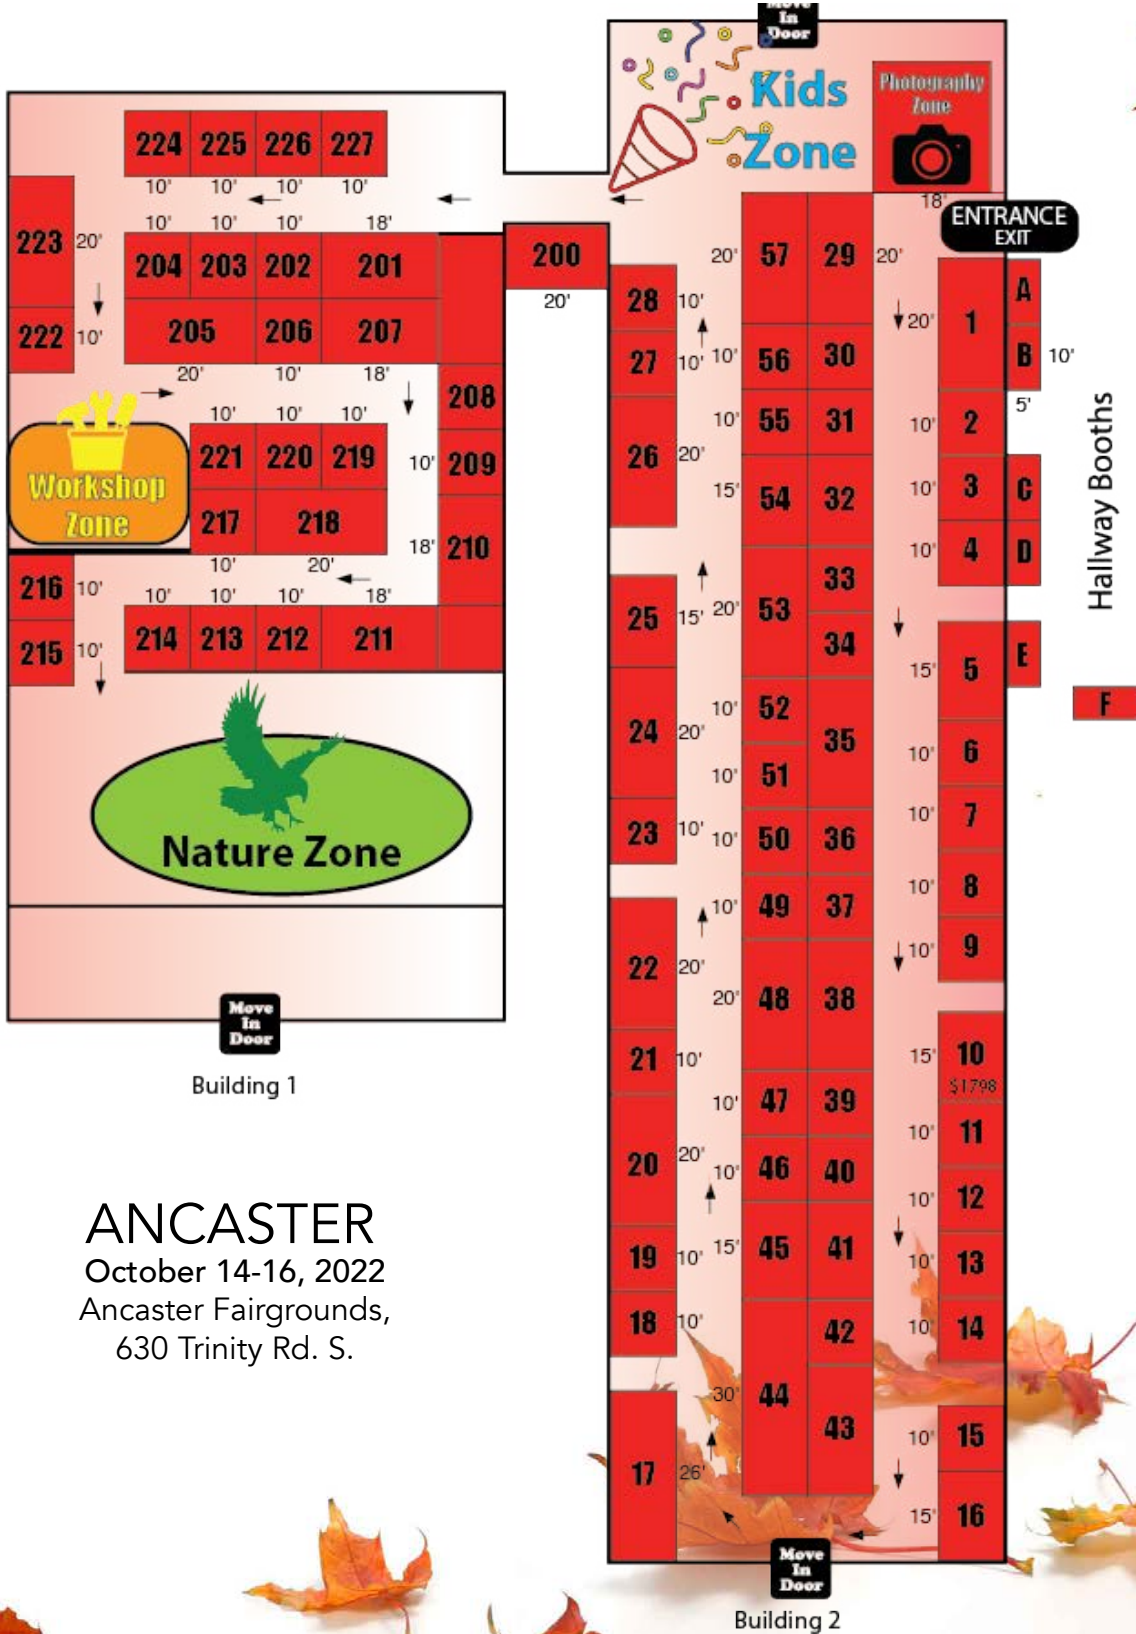 Move
In
Door
Kids
Zone
Photography
Zone
224 225 226 227
10' 10' 10' 10'
18'
ENTRANCE
EXIT
223 20'
10' 10' 10' 18'
204 203 202 201
200
20'
57 29
20' 20'
28 10'
1 20'
A
B 10'
5'
222 10'
205 206 207
20' 10' 18'
27 10'
10' 56 30
208
10' 10' 10'
221 220 219
10' 209
26 20'
10' 55 31
10' 2
Workshop
Zone
217 218
10' 20'
18' 210
15' 54 32
10' 3 C
10' 4 D
Hallway Booths
216 10'
10' 10' 10' 18'
214 213 212 211
215 10'
25 15'
20' 53 33
34
15' 5 E
F
24 20'
10' 52 35
10' 51
10' 6
10' 7
23 10'
10' 50 36
10' 8
Nature Zone
10' 49 37
10' 9
22 20'
20' 48 38
Move
In
Door
Building 1
21 10'
15' 10
$1798
10' 47 39
10' 11
20 20'
10' 46 40
10' 12
19 10'
15' 45 41
10' 13
18 10'
42
10' 14
30' 44 43
17 26'
10' 15
15' 16
ANCASTER
October 14-16, 2022
Ancaster Fairgrounds,
630 Trinity Rd. S.
Move
In
Door
Building 2